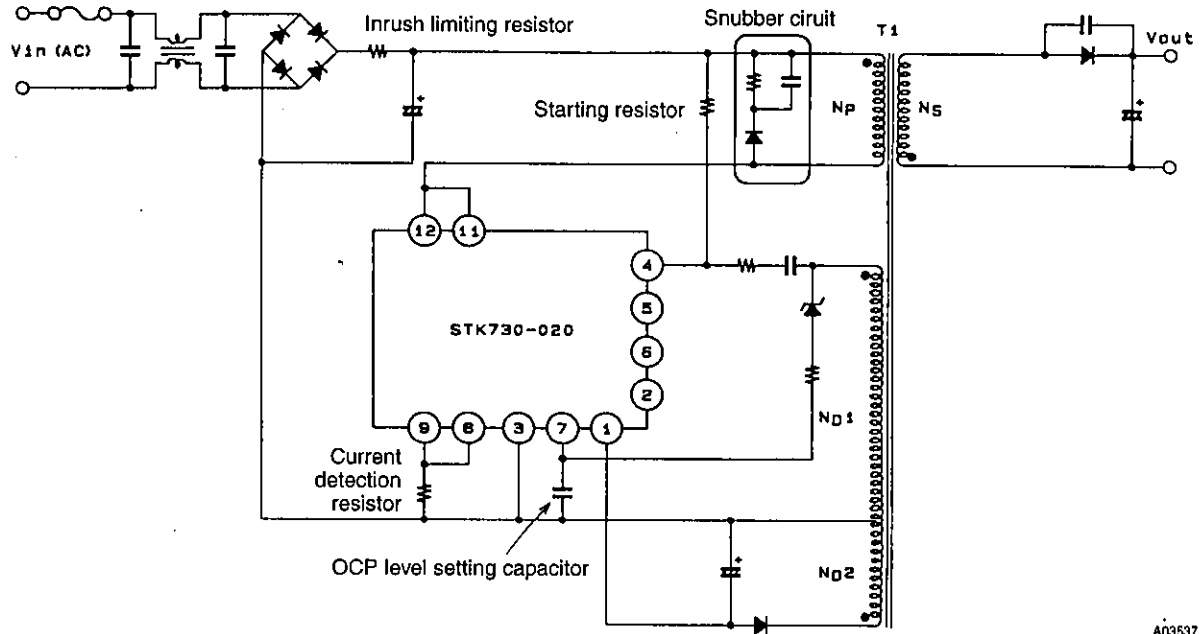 Inrush limiting resistor
Snubber ciruit
T1
Vin (AC)
Vout
Starting resistor
Np
Ns
12
11
4
5
6
2
STK730-020
9
8
3
7
1
ND1
Current
detection
resistor
OCP level setting capacitor
ND2
A03537